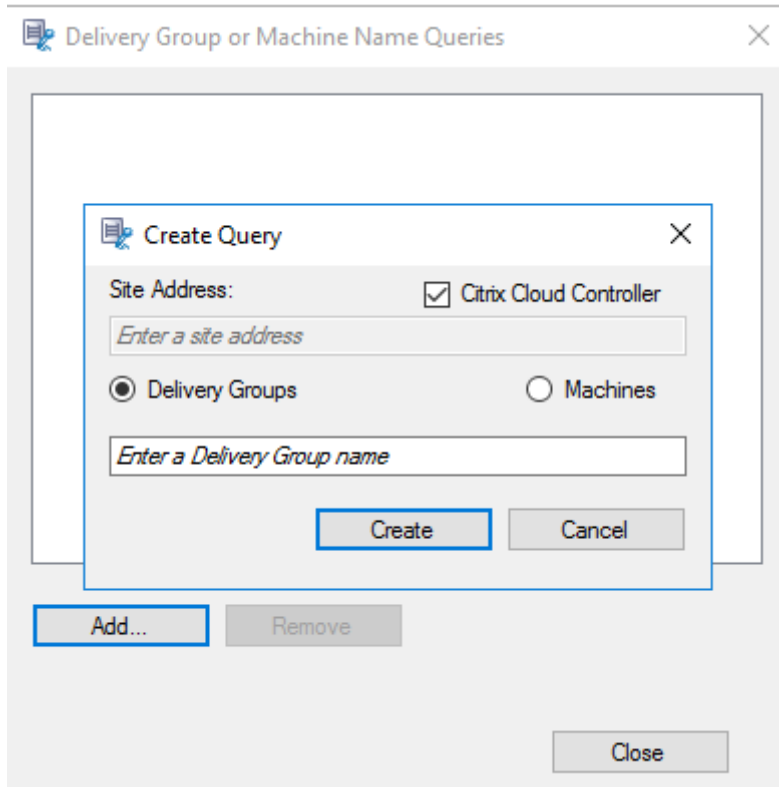 Delivery Group or Machine Name Queries
Create Query
Site Address:
Citrix Cloud Controller
Enter a site address
Delivery Groups
Machines
Enter a Delivery Group name
Create
Cancel
Add...
Remove
Close